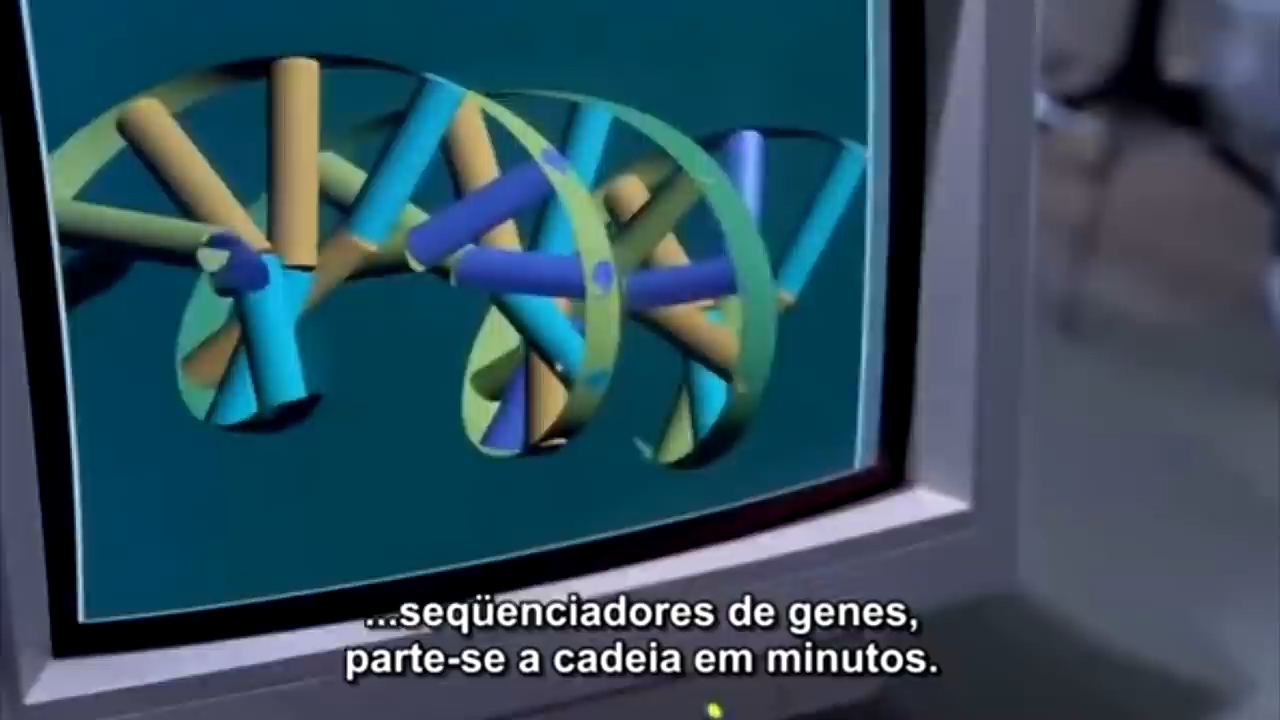 ...seqüenciadores de genes,
parte-se a cadeia em minutos.